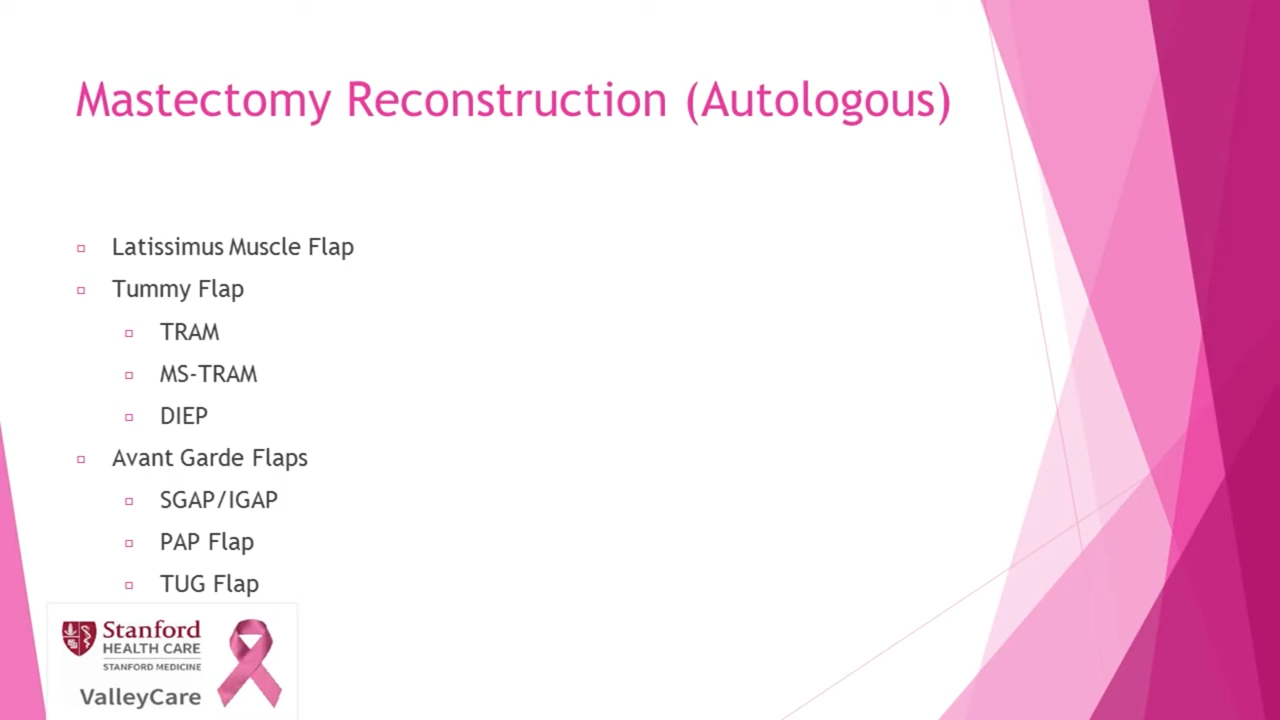 Mastectomy Reconstruction (Autologous)
Latissimus Muscle Flap
Tummy Flap
TRAM
MS-TRAM
DIEP
Avant Garde Flaps
SGAP/IGAP
PAP Flap
TUG Flap
Stanford
HEALTH CARE
STANFORD MEDICINE
ValleyCare